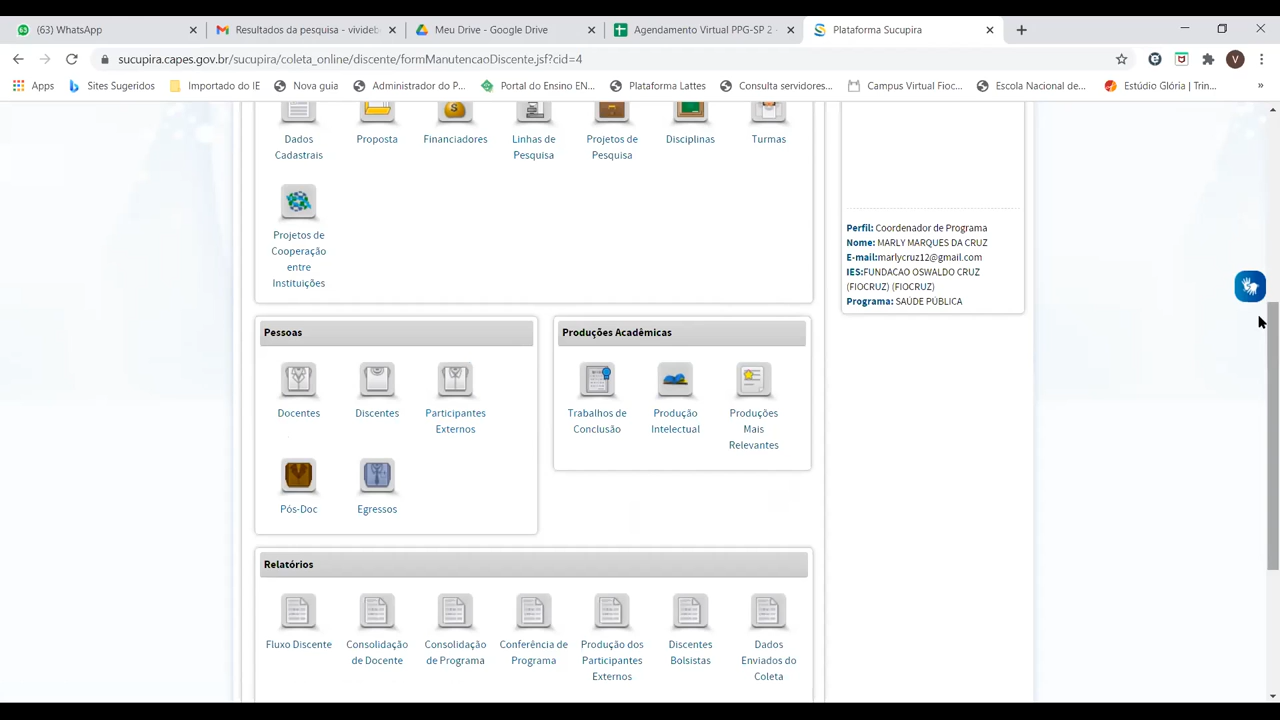 (63) WhatsApp
Resultados da pesquisa - vivideb
Meu Drive - Google Drive
Agendamento Virtual PPG-SP 2
Plataforma Sucupira
sucupira.capes.gov.br/sucupira/coleta_online/discente/formManutencaoDiscente.jsf?cid=4
V
Apps
Sites Sugeridos
Importado do IE
Nova guia
Administrador do P...
Portal do Ensino EN...
Plataforma Lattes
Consulta servidores...
Campus Virtual Fioc...
Escola Nacional de...
Estúdio Glória | Trin...
»
Dados
Cadastrais
Proposta
Financiadores
Linhas de
Pesquisa
Projetos de
Pesquisa
Disciplinas
Turmas
Projetos de
Cooperação
entre
Instituições
Perfil: Coordenador de Programa
Nome: MARLY MARQUES DA CRUZ
E-mail:marlycruz12@gmail.com
IES:FUNDACAO OSWALDO CRUZ
(FIOCRUZ) (FIOCRUZ)
Programa: SAÚDE PÚBLICA
Pessoas
Docentes
Discentes
Participantes
Externos
Pós-Doc
Egressos
Produções Acadêmicas
Trabalhos de
Conclusão
Produção
Intelectual
Produções
Mais
Relevantes
Relatórios
Fluxo Discente
Consolidação
de Docente
Consolidação
de Programa
Conferência de
Programa
Produção dos
Participantes
Externos
Discentes
Bolsistas
Dados
Enviados do
Coleta